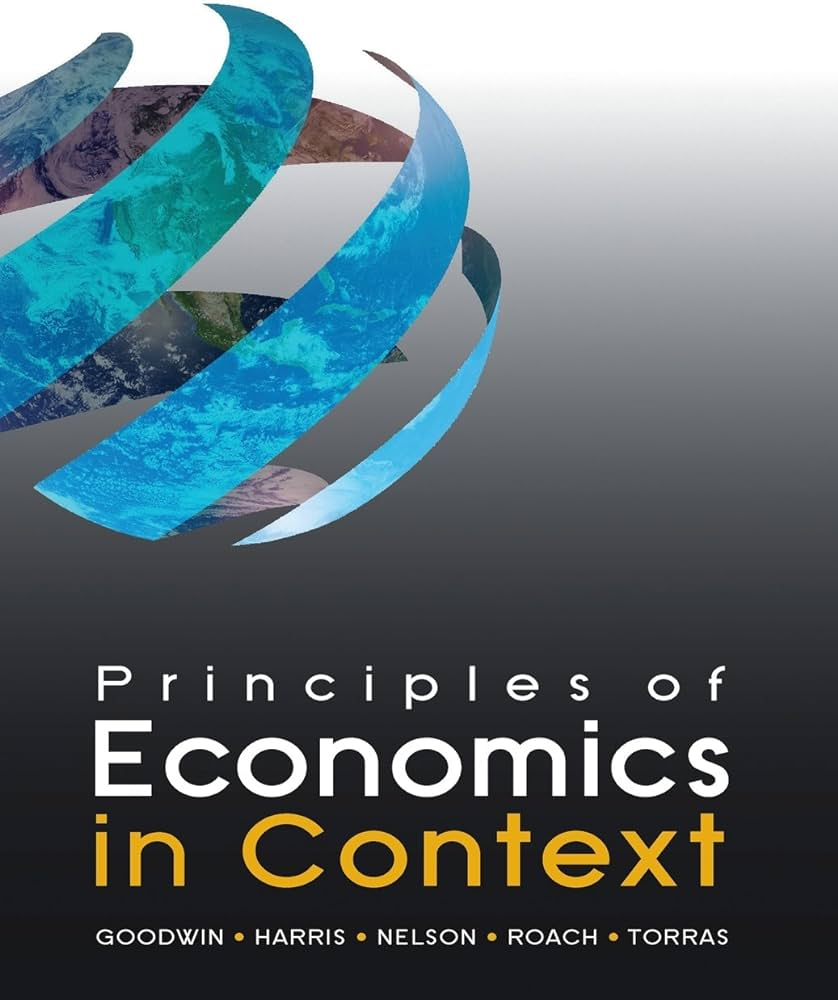 Principles of
Economics
in Context
GOODWIN • HARRIS • NELSON • ROACH • TORRAS